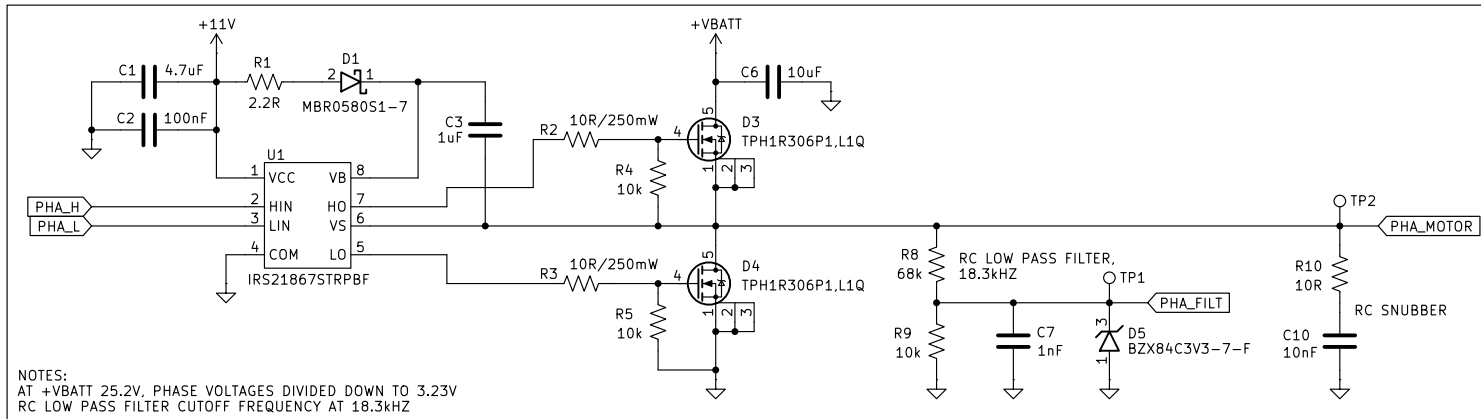 +11V
+VBATT
C1 4.7uF
R1
2.2R
D1
2 1
MBR0580S1-7
C6 10uF
C2 100nF
C3
1uF
R2 10R/250mW
4
5
D3
TPH1R306P1,L1Q
1 2 3
R4
10k
U1
1 VCC VB 8
2 HIN HO 7
3 LIN VS 6
4 COM LO 5
IRS21867STRPBF
PHA_H
PHA_L
TP2
PHA_MOTOR
R3 10R/250mW
4
5
D4
TPH1R306P1,L1Q
1 2 3
R5
10k
R8
68k
RC LOW PASS FILTER,
18.3kHZ
TP1
PHA_FILT
R10
10R
RC SNUBBER
R9
10k
C7
1nF
3
D5
BZX84C3V3-7-F
1
C10
10nF
NOTES:
AT +VBATT 25.2V, PHASE VOLTAGES DIVIDED DOWN TO 3.23V
RC LOW PASS FILTER CUTOFF FREQUENCY AT 18.3kHZ